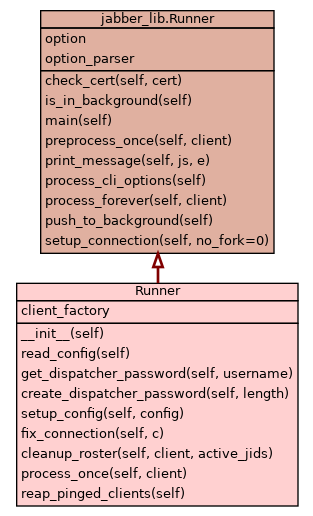 jabber_lib.Runner
option
option_parser
check_cert(self, cert)
is_in_background(self)
main(self)
preprocess_once(self, client)
print_message(self, js, e)
process_cli_options(self)
process_forever(self, client)
push_to_background(self)
setup_connection(self, no_fork=0)
Runner
client_factory
__init__(self)
read_config(self)
get_dispatcher_password(self, username)
create_dispatcher_password(self, length)
setup_config(self, config)
fix_connection(self, c)
cleanup_roster(self, client, active_jids)
process_once(self, client)
reap_pinged_clients(self)